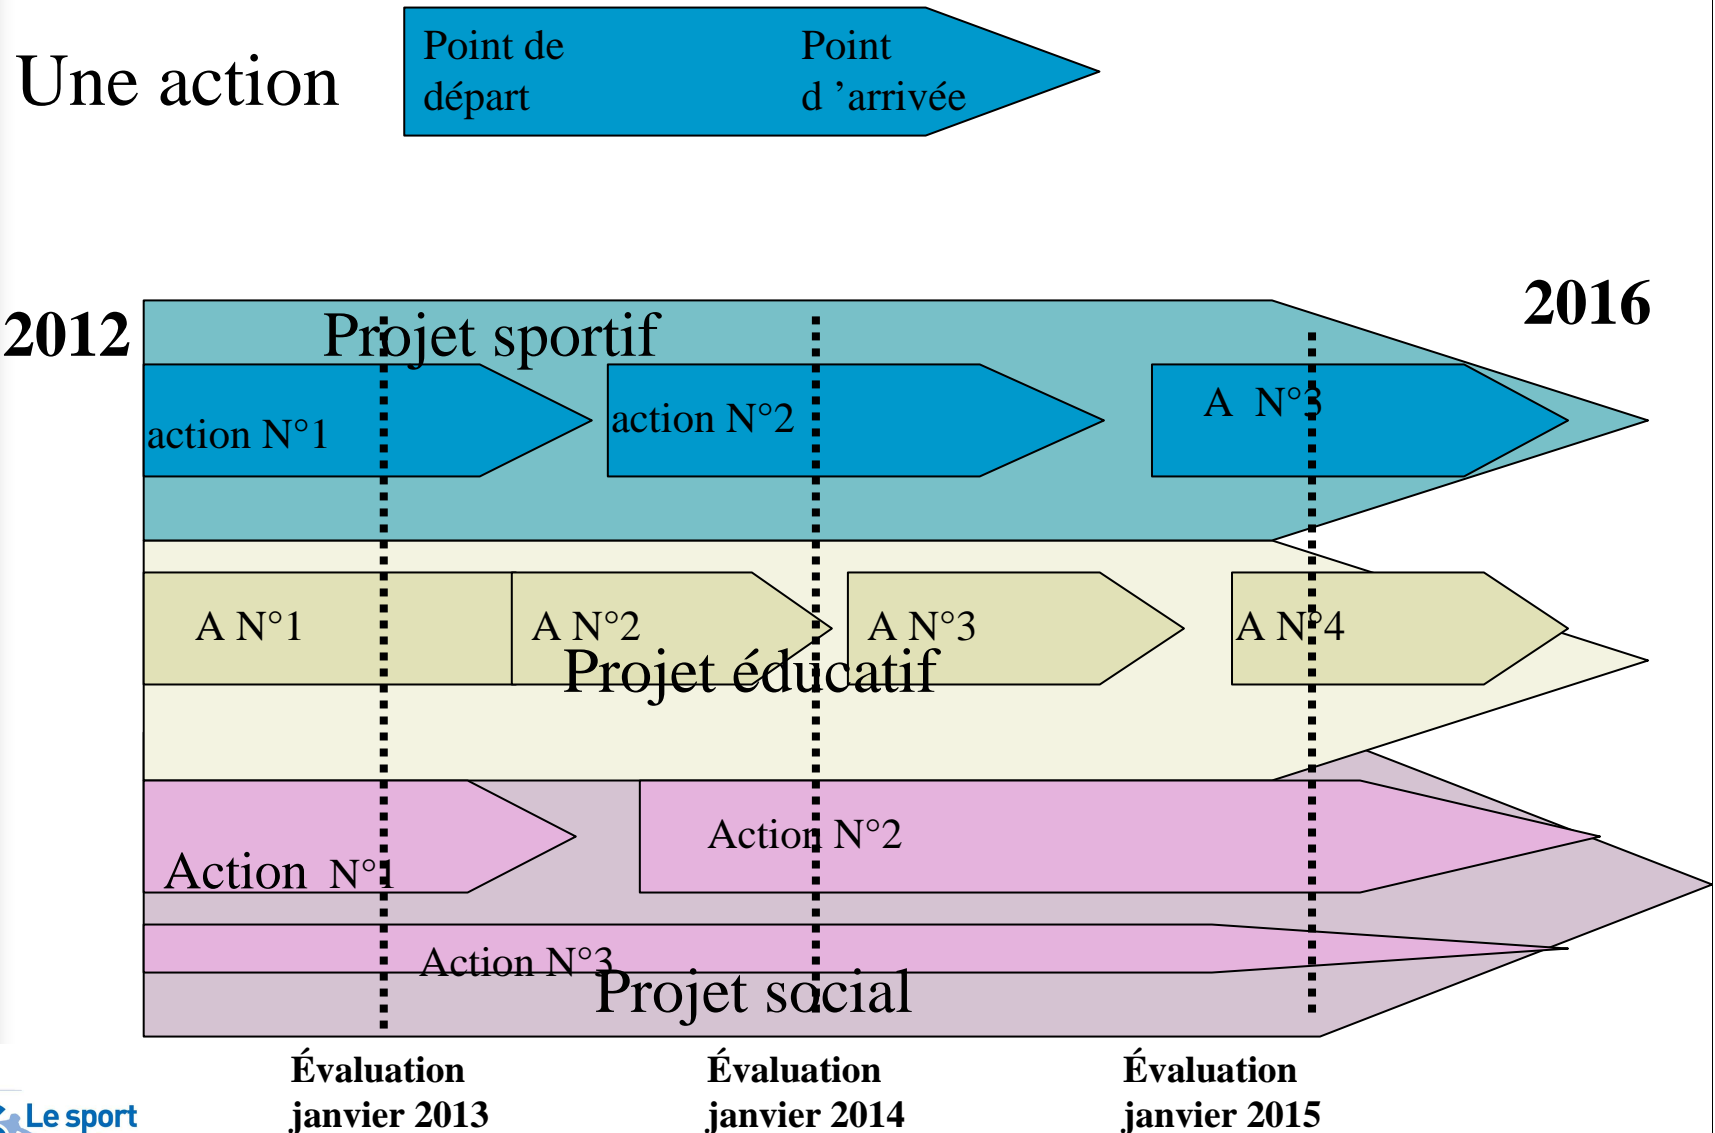 Une action
Point de
départ
Point
d ’arrivée
2012
2016
Projet sportif
action N°1
action N°2
A N°3
A N°1
A N°2
A N°3
A N°4
Projet éducatif
Action N°1
Action N°2
Action N°3
Projet social
Évaluation
janvier 2013
Évaluation
janvier 2014
Évaluation
janvier 2015
Le sport